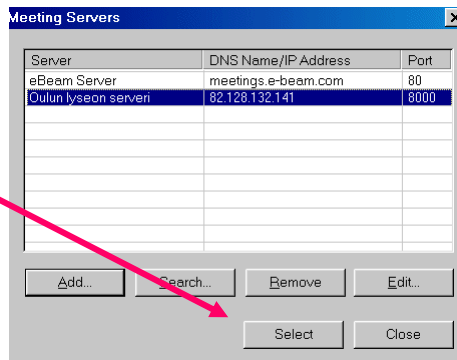 Meeting Servers
Server DNS Name/IP Address Port
eBeam Server meetings.e-beam.com 80
Oulun lyseon serveri 82.128.132.141 8000
Add... Search... Remove Edit...
Select Close